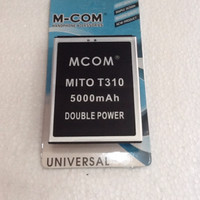 M-COM®
MCOM®
MITO T310
5000mAh
DOUBLE POWER
UNIVERSAL